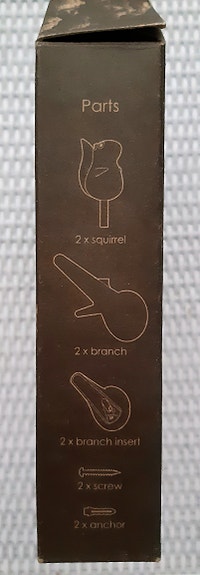 Parts
2 x squirrel
2 x branch
2 x branch insert
2 x screw
2 x anchor